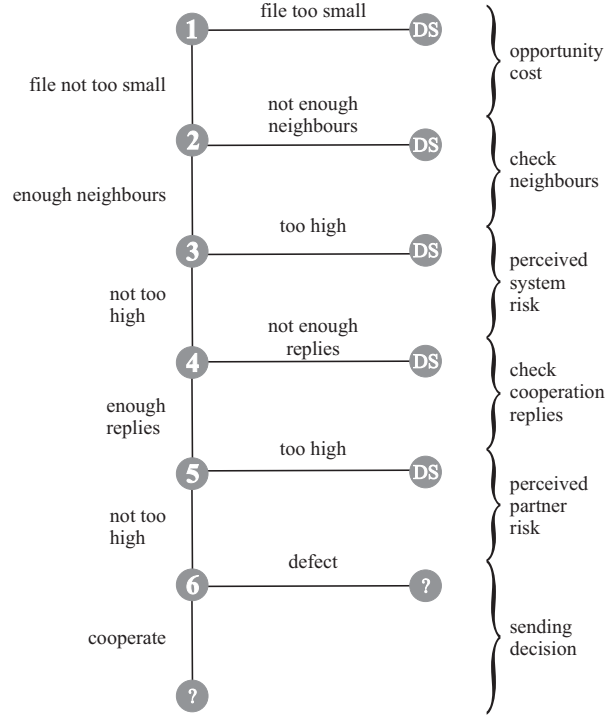 file too small
1
DS
opportunity
cost
file not too small
not enough
neighbours
2
DS
check
neighbours
enough neighbours
too high
3
DS
perceived
system
risk
not too
high
not enough
replies
4
DS
check
cooperation
replies
enough
replies
too high
5
DS
perceived
partner
risk
not too
high
defect
6
?
sending
decision
cooperate
?